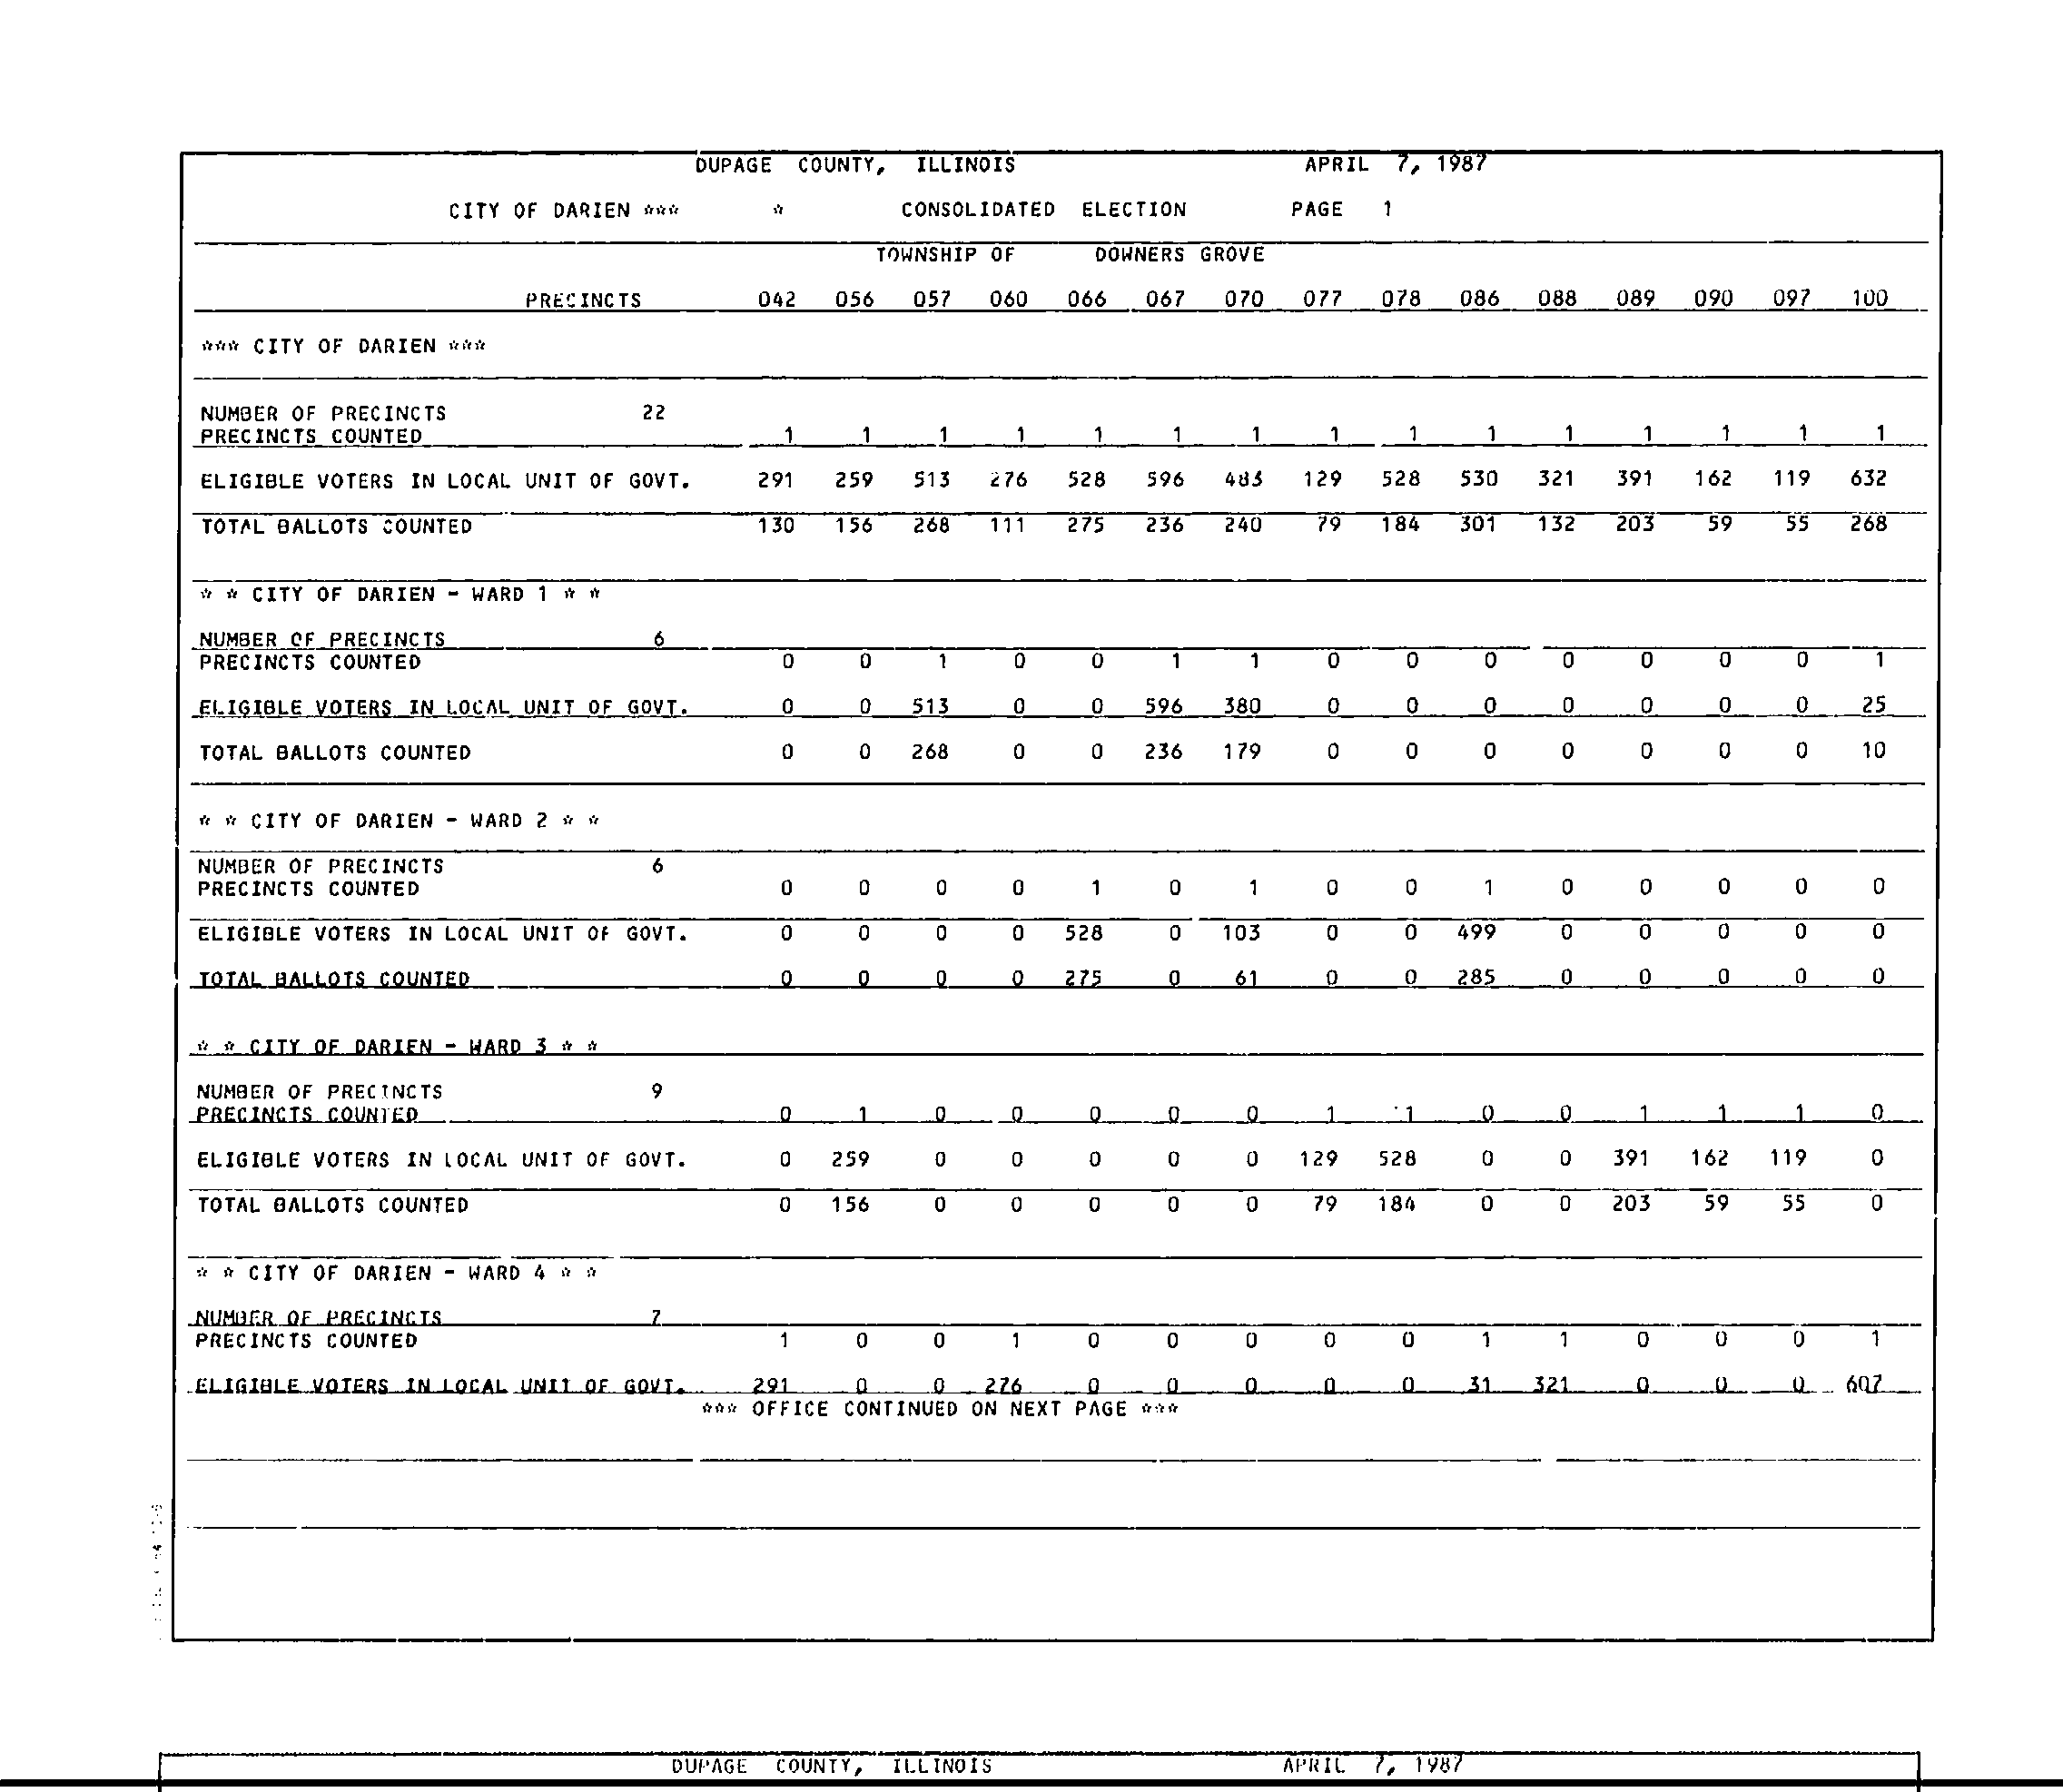 DUPAGE COUNTY, ILLINOIS APRIL 7, 1987
CITY OF DARIEN *** * CONSOLIDATED ELECTION PAGE 1
TOWNSHIP OF DOWNERS GROVE
PRECINCTS 042 056 057 060 066 067 070 077 078 086 088 089 090 097 100
*** CITY OF DARIEN ***
NUMBER OF PRECINCTS 22
PRECINCTS COUNTED 1 1 1 1 1 1 1 1 1 1 1 1 1 1 1
ELIGIBLE VOTERS IN LOCAL UNIT OF GOVT. 291 259 513 276 528 596 483 129 528 530 321 391 162 119 632
TOTAL BALLOTS COUNTED 130 156 268 111 275 236 240 79 184 301 132 203 59 55 268
* * CITY OF DARIEN - WARD 1 * *
NUMBER OF PRECINCTS 6
PRECINCTS COUNTED 0 0 1 0 0 1 1 0 0 0 0 0 0 0 1
ELIGIBLE VOTERS IN LOCAL UNIT OF GOVT. 0 0 513 0 0 596 380 0 0 0 0 0 0 0 25
TOTAL BALLOTS COUNTED 0 0 268 0 0 236 179 0 0 0 0 0 0 0 10
* * CITY OF DARIEN - WARD 2 * *
NUMBER OF PRECINCTS 6
PRECINCTS COUNTED 0 0 0 0 1 0 1 0 0 1 0 0 0 0 0
ELIGIBLE VOTERS IN LOCAL UNIT OF GOVT. 0 0 0 0 528 0 103 0 0 499 0 0 0 0 0
TOTAL BALLOTS COUNTED 0 0 0 0 275 0 61 0 0 285 0 0 0 0 0
* * CITY OF DARIEN - WARD 3 * *
NUMBER OF PRECINCTS 9
PRECINCTS COUNTED 0 1 0 0 0 0 0 1 1 0 0 1 1 1 0
ELIGIBLE VOTERS IN LOCAL UNIT OF GOVT. 0 259 0 0 0 0 0 129 528 0 0 391 162 119 0
TOTAL BALLOTS COUNTED 0 156 0 0 0 0 0 79 184 0 0 203 59 55 0
* * CITY OF DARIEN - WARD 4 * *
NUMBER OF PRECINCTS 7
PRECINCTS COUNTED 1 0 0 1 0 0 0 0 0 1 1 0 0 0 1
ELIGIBLE VOTERS IN LOCAL UNIT OF GOVT. 291 0 0 276 0 0 0 0 0 31 321 0 0 0 607
*** OFFICE CONTINUED ON NEXT PAGE ***
DUPAGE COUNTY, ILLINOIS APRIL 7, 1987